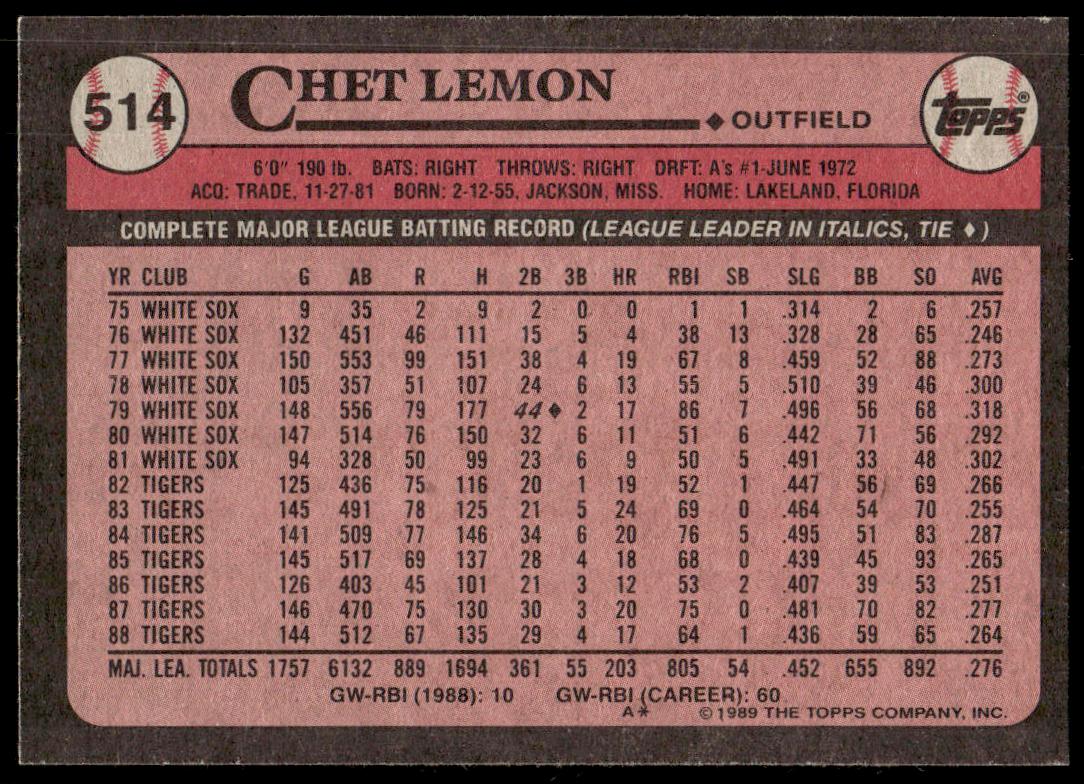 514
CHET LEMON
◆ OUTFIELD
topps®
6'0" 190 lb. BATS: RIGHT THROWS: RIGHT DRFT: A's #1-JUNE 1972
ACQ: TRADE, 11-27-81 BORN: 2-12-55, JACKSON, MISS. HOME: LAKELAND, FLORIDA
COMPLETE MAJOR LEAGUE BATTING RECORD (LEAGUE LEADER IN ITALICS, TIE ♦)
YR CLUB G AB R H 2B 3B HR RBI SB SLG BB SO AVG
75 WHITE SOX 9 35 2 9 2 0 0 1 1 .314 2 6 .257
76 WHITE SOX 132 451 46 111 15 5 4 38 13 .328 28 65 .246
77 WHITE SOX 150 553 99 151 38 4 19 67 8 .459 52 88 .273
78 WHITE SOX 105 357 51 107 24 6 13 55 5 .510 39 46 .300
79 WHITE SOX 148 556 79 177 44♦ 2 17 86 7 .496 56 68 .318
80 WHITE SOX 147 514 76 150 32 6 11 51 6 .442 71 56 .292
81 WHITE SOX 94 328 50 99 23 6 9 50 5 .491 33 48 .302
82 TIGERS 125 436 75 116 20 1 19 52 1 .447 56 69 .266
83 TIGERS 145 491 78 125 21 5 24 69 0 .464 54 70 .255
84 TIGERS 141 509 77 146 34 6 20 76 5 .495 51 83 .287
85 TIGERS 145 517 69 137 28 4 18 68 0 .439 45 93 .265
86 TIGERS 126 403 45 101 21 3 12 53 2 .407 39 53 .251
87 TIGERS 146 470 75 130 30 3 20 75 0 .481 70 82 .277
88 TIGERS 144 512 67 135 29 4 17 64 1 .436 59 65 .264
MAJ. LEA. TOTALS 1757 6132 889 1694 361 55 203 805 54 .452 655 892 .276
GW-RBI (1988): 10 GW-RBI (CAREER): 60
A* ©1989 THE TOPPS COMPANY, INC.